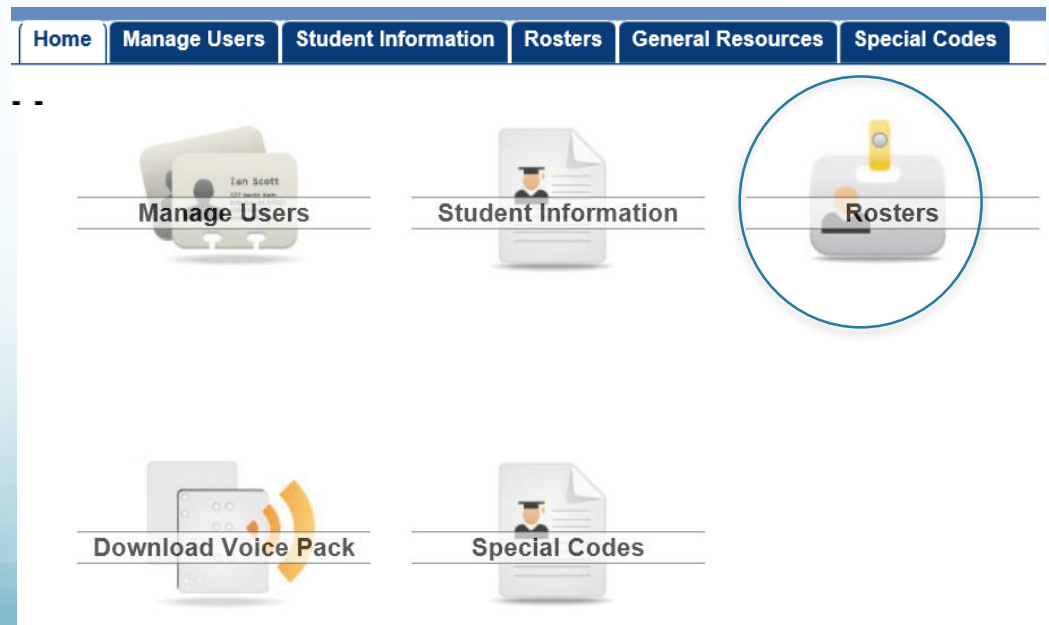 Home Manage Users Student Information Rosters General Resources Special Codes
- -
Ian Scott
Manage Users Student Information Rosters
Download Voice Pack Special Codes